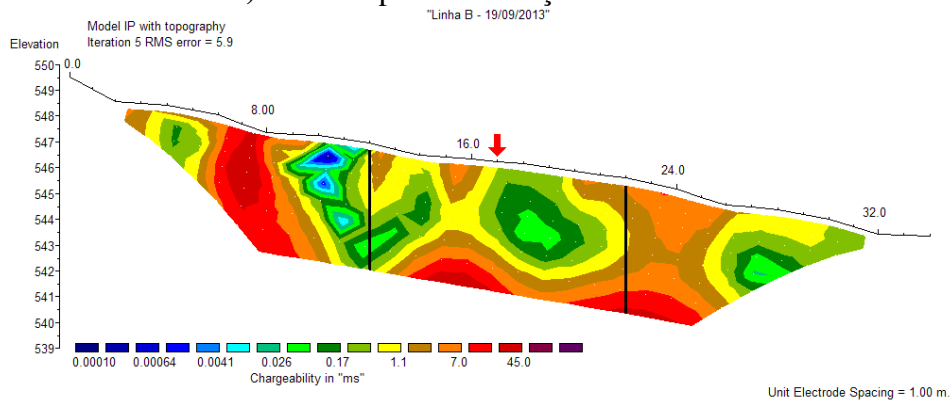 "Linha B - 19/09/2013"
Model IP with topography
Iteration 5 RMS error = 5.9
Elevation
550
549
548
547
546
545
544
543
542
541
540
539
0.0
8.00
16.0
24.0
32.0
0.00010 0.00064 0.0041 0.026 0.17 1.1 7.0 45.0
Chargeability in "ms"
Unit Electrode Spacing = 1.00 m.